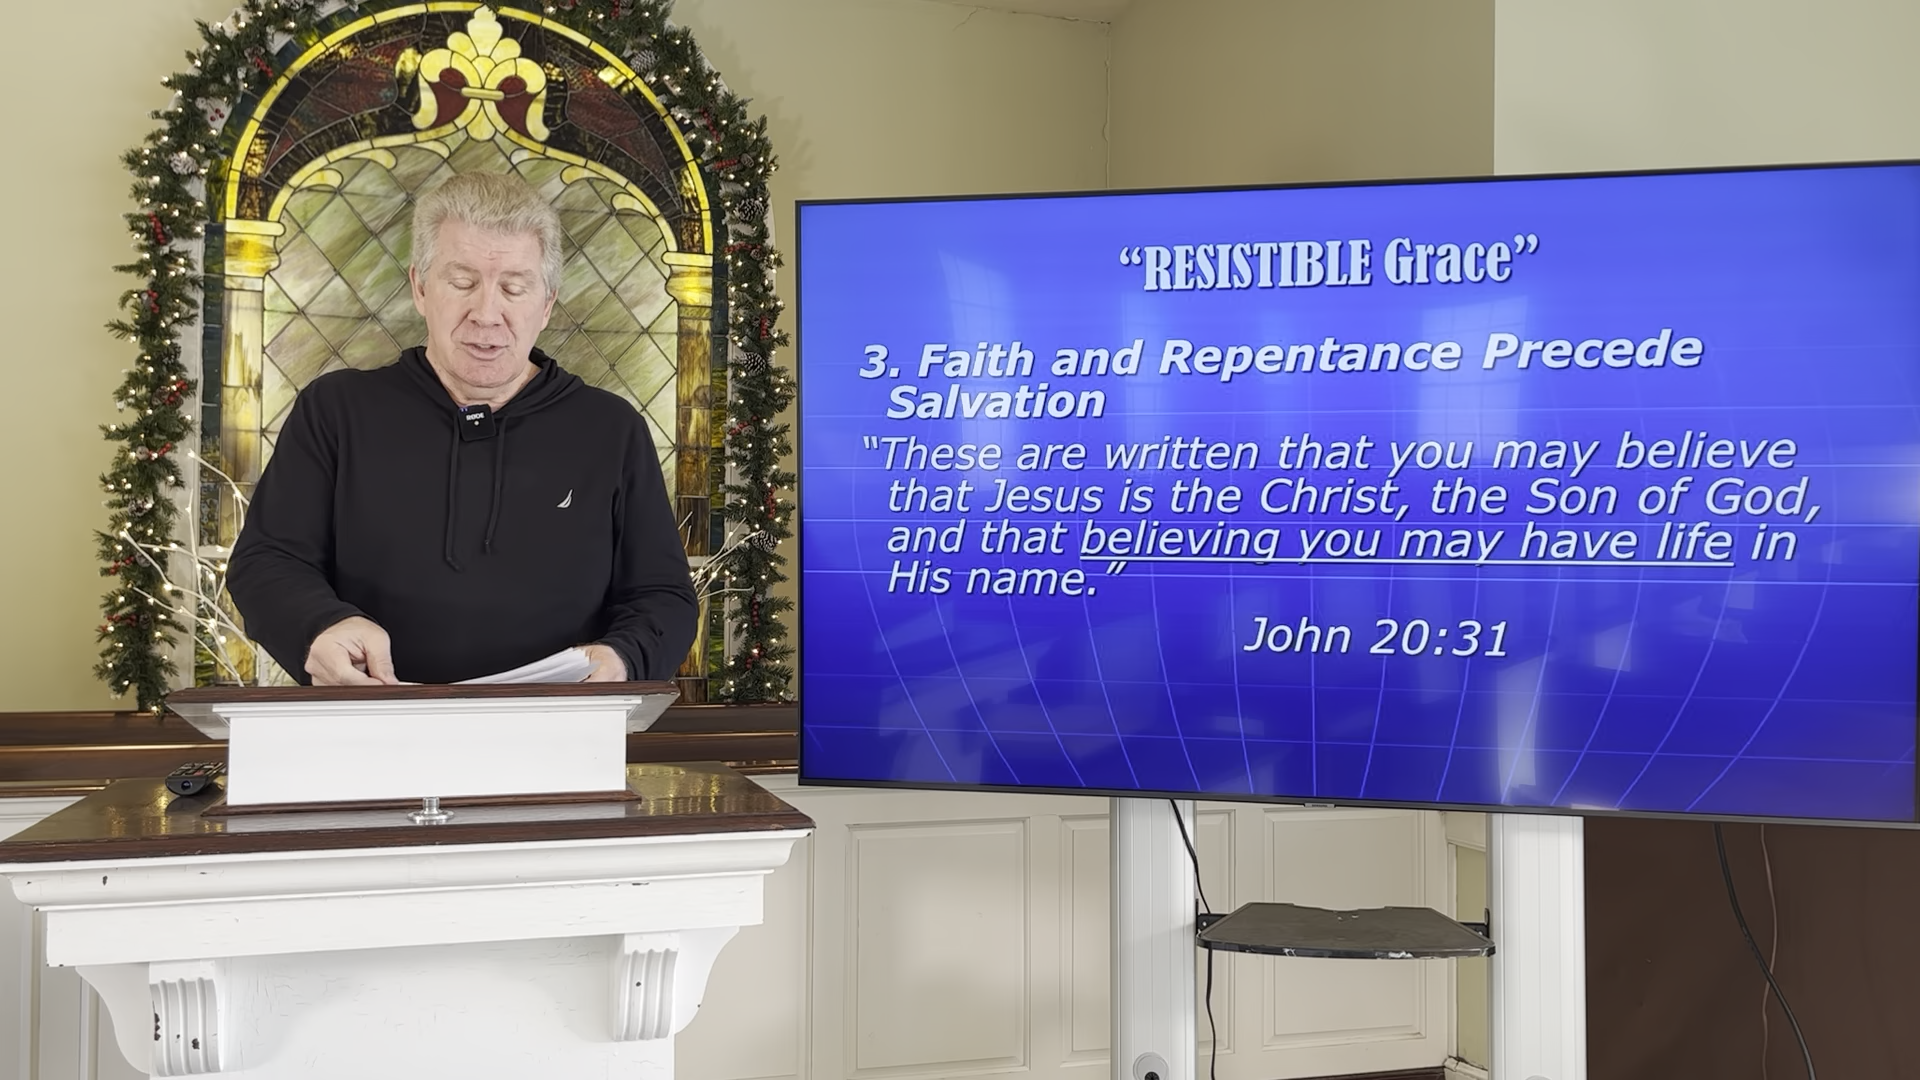 “RESISTIBLE Grace”
3. Faith and Repentance Precede
Salvation
“These are written that you may believe
that Jesus is the Christ, the Son of God,
and that believing you may have life in
His name.”
John 20:31
RODE